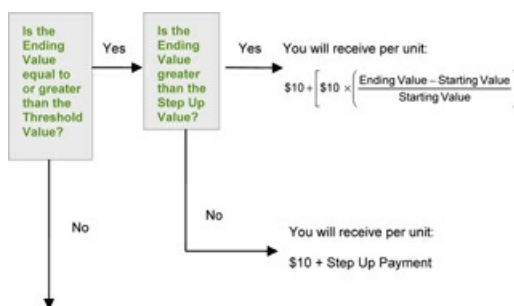 Is the
Ending
Value
equal to
or greater
than the
Threshold
Value?
Yes
Is the
Ending
Value
greater
than the
Step Up
Value?
Yes
You will receive per unit:
$10 + [$10 × (Ending Value – Starting Value
Starting Value
No
No
You will receive per unit:
$10 + Step Up Payment